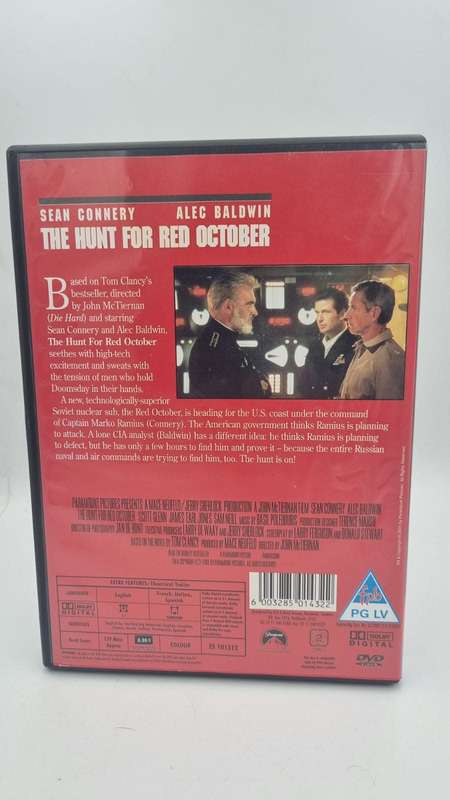 SEAN CONNERY ALEC BALDWIN
THE HUNT FOR RED OCTOBER
Based on Tom Clancy's
bestseller, directed
by John McTiernan
(Die Hard) and starring
Sean Connery and Alec Baldwin,
The Hunt For Red October
seethes with high-tech
excitement and sweats with
the tension of men who hold
Doomsday in their hands.
A new, technologically-superior
Soviet nuclear sub, the Red October, is heading for the U.S. coast under the command
of Captain Marko Ramius (Connery). The American government thinks Ramius is planning
to attack. A lone CIA analyst (Baldwin) has a different idea: he thinks Ramius is planning
to defect, but he has only a few hours to find him and prove it – because the entire Russian
naval and air commands are trying to find him, too. The hunt is on!
PARAMOUNT PICTURES PRESENTS A MACE NEUFELD / JERRY SHERLOCK PRODUCTION A JOHN McTIERNAN FILM SEAN CONNERY ALEC BALDWIN
THE HUNT FOR RED OCTOBER SCOTT GLENN JAMES EARL JONES SAM NEILL MUSIC BY BASIL POLEDOURIS PRODUCTION DESIGNER TERENCE MARSH
DIRECTOR OF PHOTOGRAPHY JAN DE BONT EXECUTIVE PRODUCERS LARRY DE WAAY AND JERRY SHERLOCK SCREENPLAY BY LARRY FERGUSON AND DONALD STEWART
BASED ON THE NOVEL BY TOM CLANCY PRODUCED BY MACE NEUFELD DIRECTED BY JOHN McTIERNAN
A PARAMOUNT PICTURE
EXTRA FEATURES: Theatrical Trailer
English
French, Italian,
Spanish
DOLBY
DIGITAL
COLOUR
6 003285 014322
Paramount
2
PG LV
DOLBY
DIGITAL
DVD